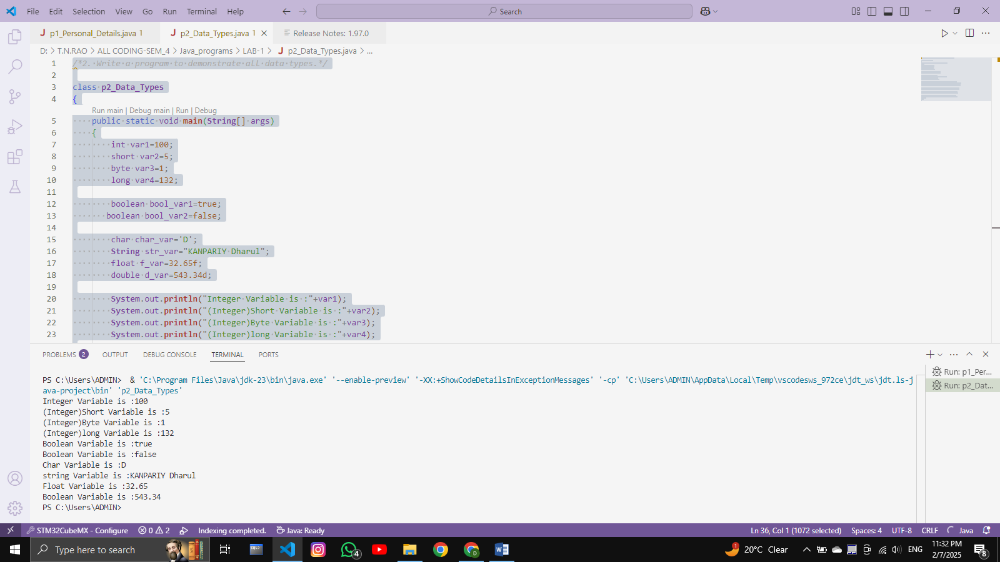 File Edit Selection View Go Run Terminal Help
Search
J p1_Personal_Details.java 1
J p2_Data_Types.java 1
Release Notes: 1.97.0
D: > T.N.RAO > ALL CODING-SEM_4 > Java_programs > LAB-1 > J p2_Data_Types.java > ...
1 /*2. Write a program to demonstrate all data types.*/
2
3 class p2_Data_Types
4 {
Run main | Debug main | Run | Debug
5 public static void main(String[] args)
6 {
7 int var1=100;
8 short var2=5;
9 byte var3=1;
10 long var4=132;
11
12 boolean bool_var1=true;
13 boolean bool_var2=false;
14
15 char char_var='D';
16 String str_var="KANPARIY Dharul";
17 float f_var=32.65f;
18 double d_var=543.34d;
19
20 System.out.println("Integer Variable is :"+var1);
21 System.out.println("(Integer)Short Variable is :"+var2);
22 System.out.println("(Integer)Byte Variable is :"+var3);
23 System.out.println("(Integer)long Variable is :"+var4);
PROBLEMS 2 OUTPUT DEBUG CONSOLE TERMINAL PORTS
PS C:\Users\ADMIN>  & 'C:\Program Files\Java\jdk-23\bin\java.exe' '--enable-preview' '-XX:+ShowCodeDetailsInExceptionMessages' '-cp' 'C:\Users\ADMIN\AppData\Local\Temp\vscodesws_972ce\jdt_ws\jdt.ls-j
ava-project\bin' 'p2_Data_Types'
Integer Variable is :100
(Integer)Short Variable is :5
(Integer)Byte Variable is :1
(Integer)long Variable is :132
Boolean Variable is :true
Boolean Variable is :false
Char Variable is :D
string Variable is :KANPARIY Dharul
Float Variable is :32.65
Boolean Variable is :543.34
PS C:\Users\ADMIN>
Run: p1_Per...
Run: p2_Dat...
STM32CubeMX - Configure 0 2 Indexing completed. Java: Ready
Ln 36, Col 1 (1072 selected) Spaces: 4 UTF-8 CRLF Java
Type here to search
SQL>
4
D
W
1
20°C Clear
ENG
11:32 PM
2/7/2025
8